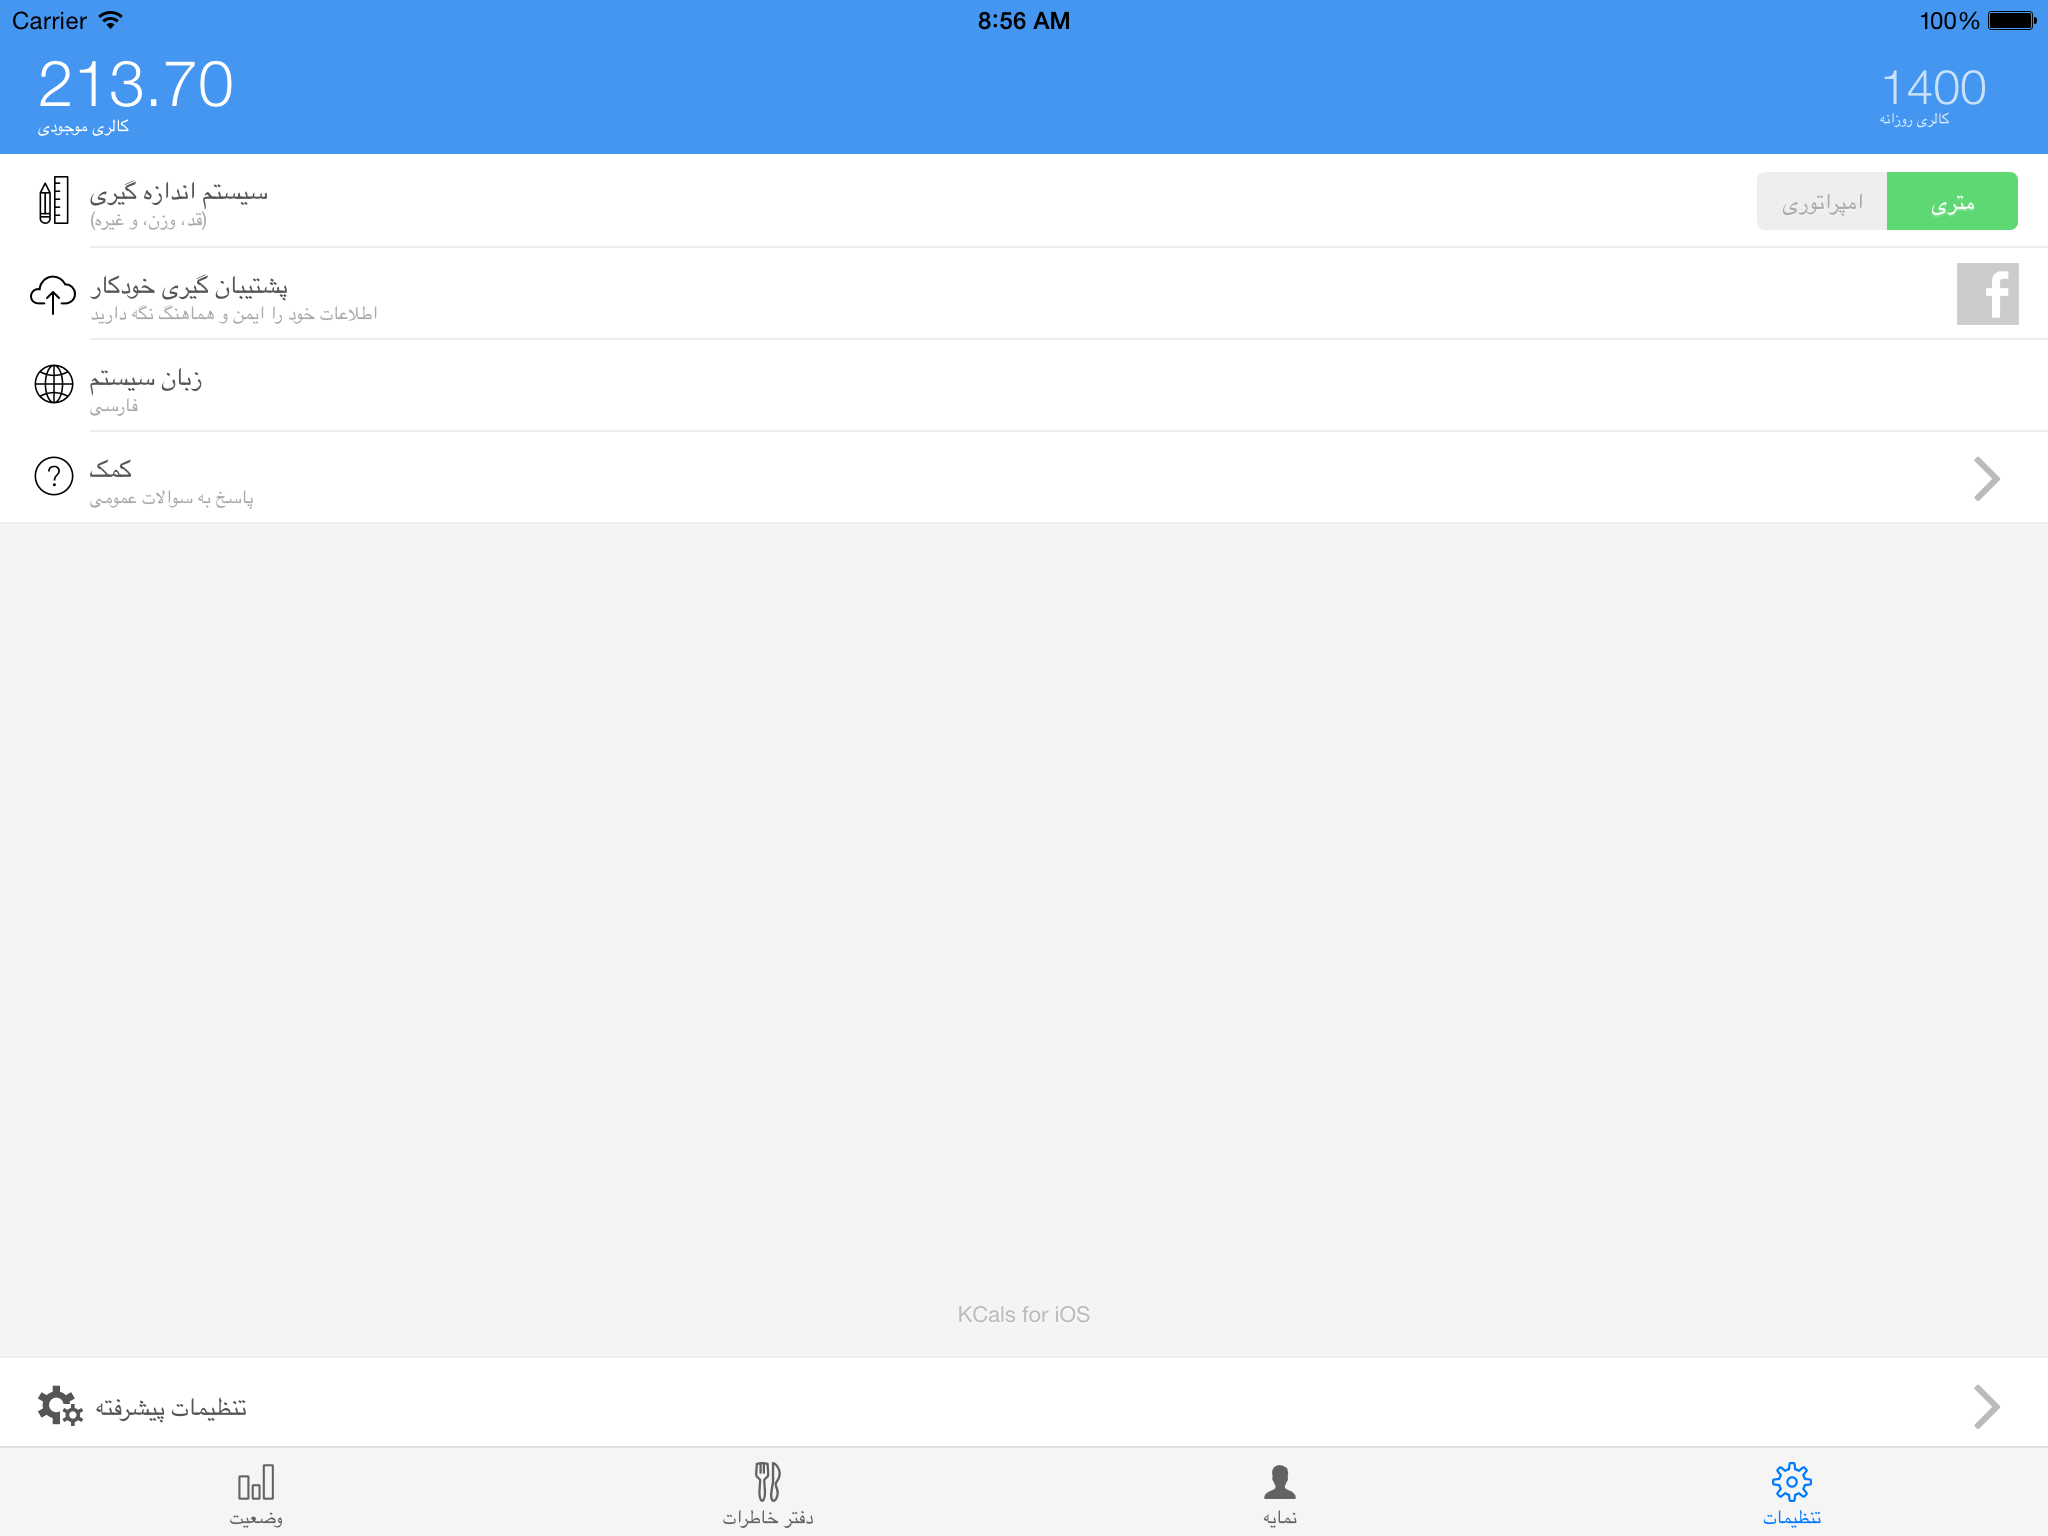 Carrier
8:56 AM
100%
213.70
کالری موجودی
1400
کالری روزانه
سیستم اندازه گیری
(قد، وزن، و غیره)
امپراتوری
متری
پشتیبان گیری خودکار
اطلاعات خود را ایمن و هماهنگ نگه دارید
زبان سیستم
فارسی
کمک
پاسخ به سوالات عمومی
KCals for iOS
تنظیمات پیشرفته
وضعیت
دفتر خاطرات
نمایه
تنظیمات